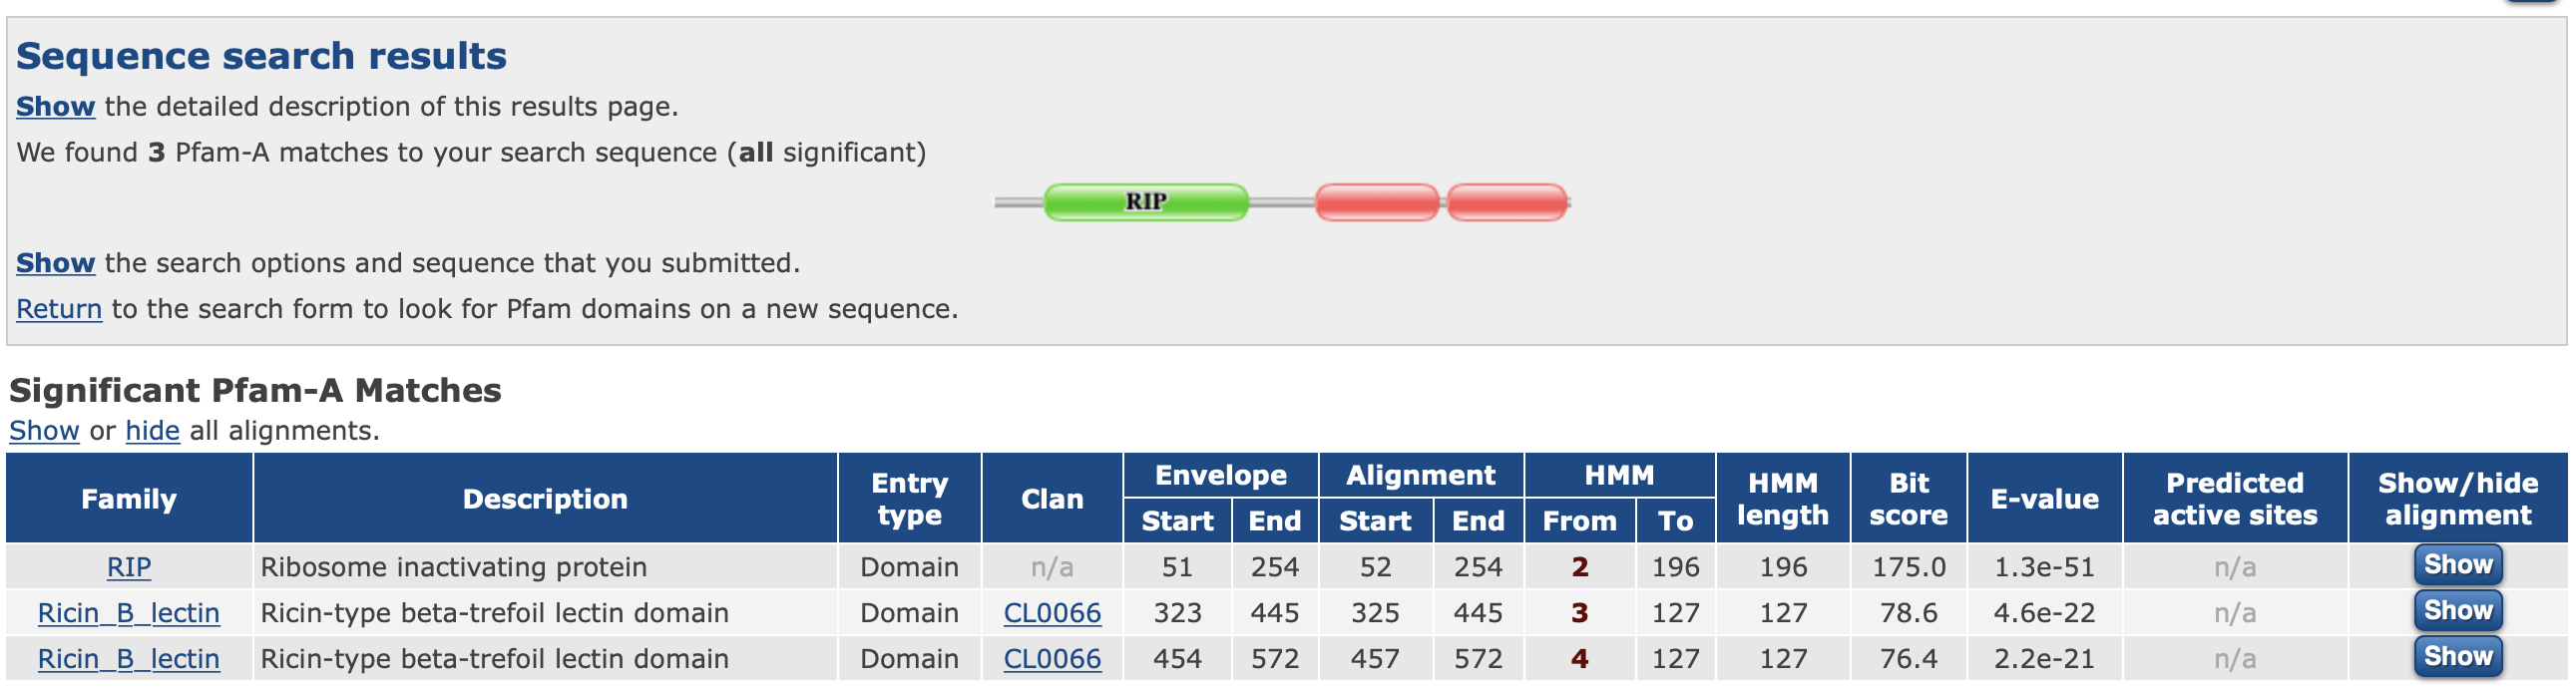 Sequence search results
Show the detailed description of this results page.
We found 3 Pfam-A matches to your search sequence (all significant)
RIP
Show the search options and sequence that you submitted.
Return to the search form to look for Pfam domains on a new sequence.
Significant Pfam-A Matches
Show or hide all alignments.
Family Description Entry type Clan Envelope Alignment HMM HMM length Bit score E-value Predicted active sites Show/hide alignment
Start End Start End From To
RIP Ribosome inactivating protein Domain n/a 51 254 52 254 2 196 196 175.0 1.3e-51 n/a Show
Ricin_B_lectin Ricin-type beta-trefoil lectin domain Domain CL0066 323 445 325 445 3 127 127 78.6 4.6e-22 n/a Show
Ricin_B_lectin Ricin-type beta-trefoil lectin domain Domain CL0066 454 572 457 572 4 127 127 76.4 2.2e-21 n/a Show